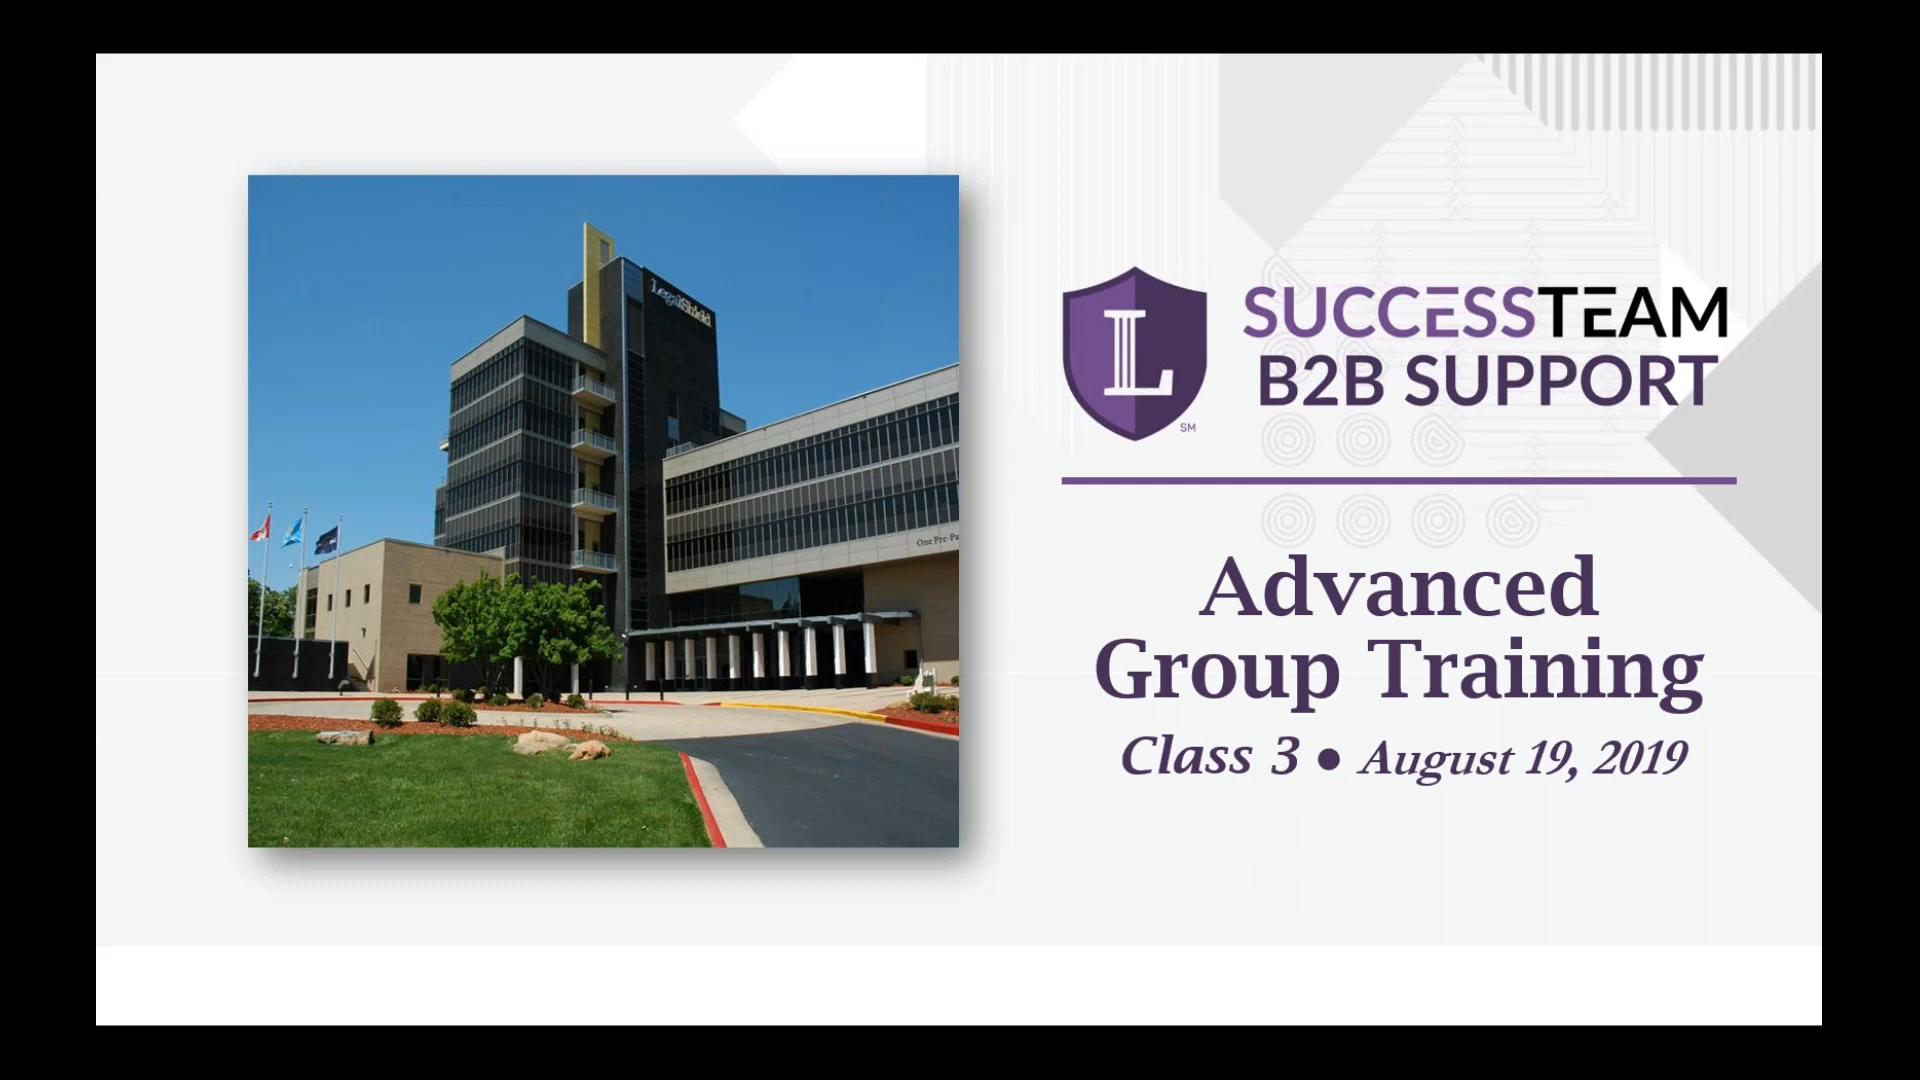 LegalShield
One Pre-Pa
L
SM
SUCCESSTEAM
B2B SUPPORT
Advanced
Group Training
Class 3 ● August 19, 2019